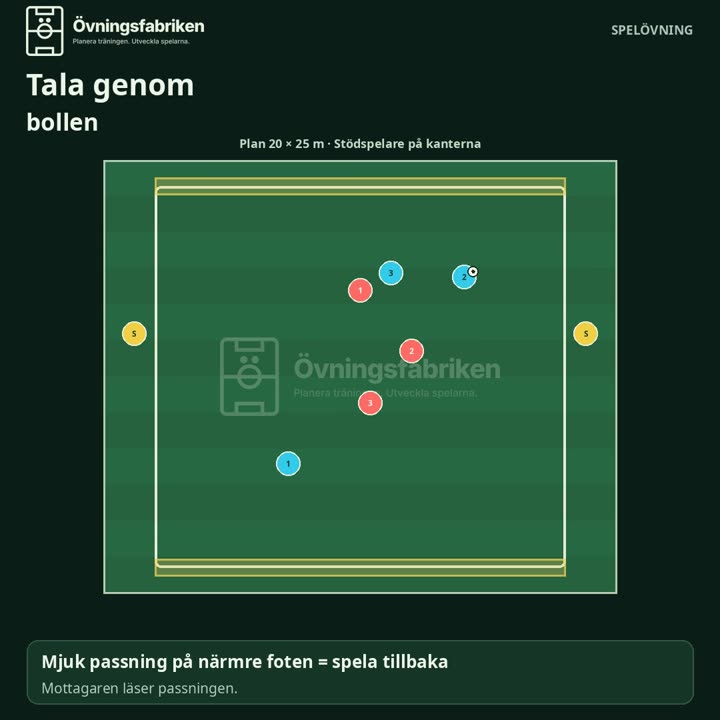 Övningsfabriken
Planera träningen. Utveckla spelarna.
SPELÖVNING
Tala genom
bollen
Plan 20 × 25 m · Stödspelare på kanterna
3
2
1
S
S
2
Övningsfabriken
Planera träningen. Utveckla spelarna.
3
1
Mjuk passning på närmre foten = spela tillbaka
Mottagaren läser passningen.